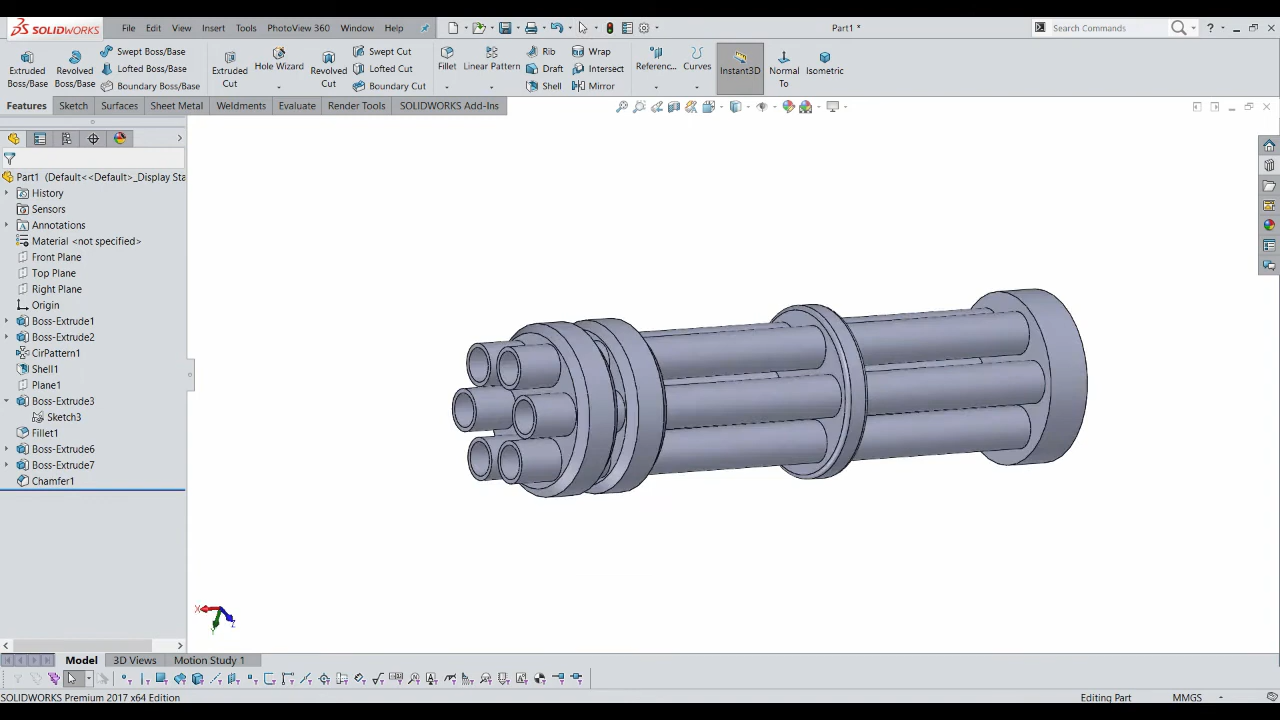 SOLIDWORKS File Edit View Insert Tools PhotoView 360 Window Help Part1 * Search Commands ?
Extruded Boss/Base Revolved Boss/Base Swept Boss/Base Lofted Boss/Base Boundary Boss/Base Extruded Cut Hole Wizard Revolved Cut Swept Cut Lofted Cut Boundary Cut Fillet Linear Pattern Rib Draft Shell Wrap Intersect Mirror Referenc... Curves Instant3D Normal To Isometric
Features Sketch Surfaces Sheet Metal Weldments Evaluate Render Tools SOLIDWORKS Add-Ins
Part1 (Default<<Default>_Display Sta
History
Sensors
Annotations
Material <not specified>
Front Plane
Top Plane
Right Plane
Origin
Boss-Extrude1
Boss-Extrude2
CirPattern1
Shell1
Plane1
Boss-Extrude3
Sketch3
Fillet1
Boss-Extrude6
Boss-Extrude7
Chamfer1
X Y Z
Model 3D Views Motion Study 1
SOLIDWORKS Premium 2017 x64 Edition Editing Part MMGS -